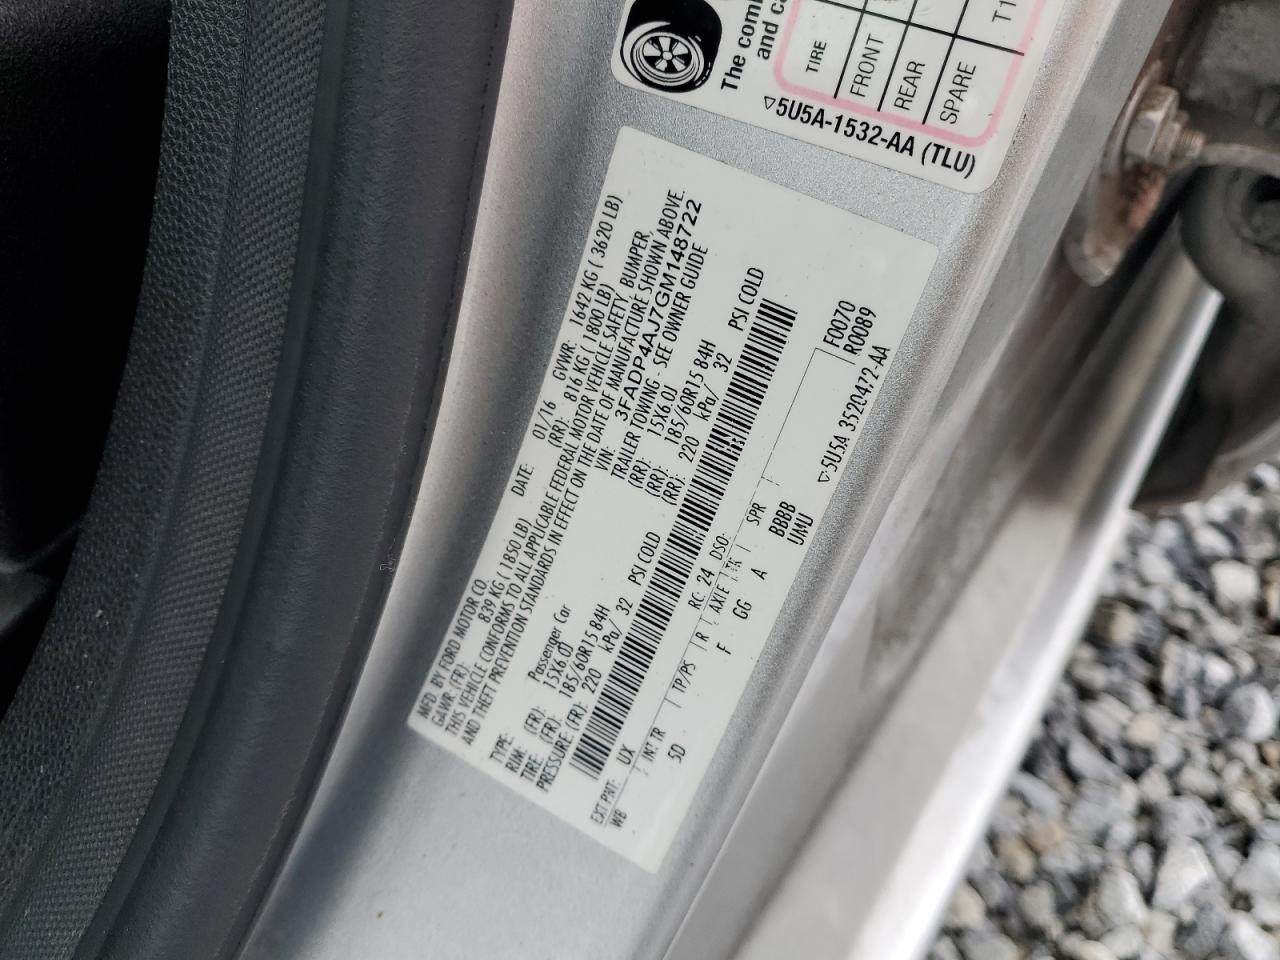 The com
and ca
TIRE
FRONT
REAR
SPARE T1
▽5U5A-1532-AA (TLU)
MFD. BY FORD MOTOR CO. DATE: 01/16 GVWR: 1642 KG ( 3620 LB)
GAWR (FR): 839 KG ( 1850 LB) (RR): 816 KG ( 1800 LB)
THIS VEHICLE CONFORMS TO ALL APPLICABLE FEDERAL MOTOR VEHICLE SAFETY, BUMPER,
AND THEFT PREVENTION STANDARDS IN EFFECT ON THE DATE OF MANUFACTURE SHOWN ABOVE.
VIN: 3FADP4AJ7GM148722
TYPE: Passenger Car TRAILER TOWING - SEE OWNER GUIDE
RIM: (FR): 15X6.0J (RR): 15X6.0J
TIRE: (FR): 185/60R15 84H (RR): 185/60R15 84H
PRESSURE: (FR): 220 kPa/ 32 PSI COLD (RR): 220 kPa/ 32 PSI COLD
EXT PNT: UX RC: 24 DSO: F0070
WB INT TR TP/PS R AXLE TR SPR R0089
5D F GG A BBBB
UMU
▽5U5A 3520472-AA